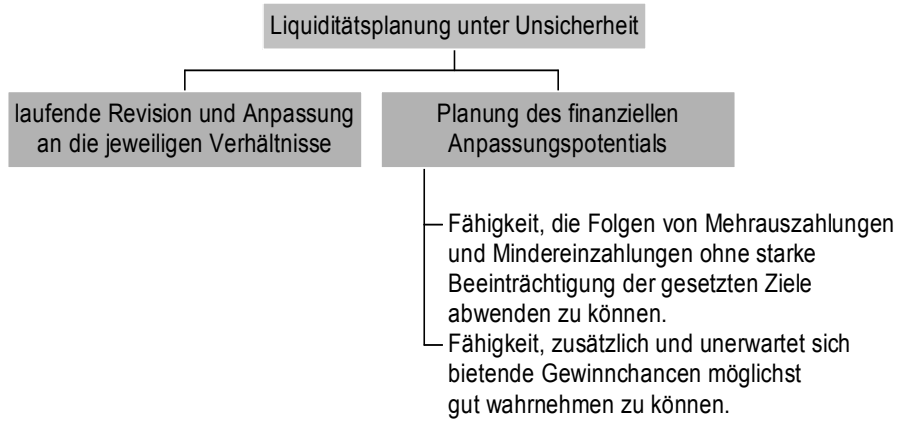 Liquiditätsplanung unter Unsicherheit
laufende Revision und Anpassung
an die jeweiligen Verhältnisse
Planung des finanziellen
Anpassungspotentials
Fähigkeit, die Folgen von Mehrauszahlungen
und Mindereinzahlungen ohne starke
Beeinträchtigung der gesetzten Ziele
abwenden zu können.
Fähigkeit, zusätzlich und unerwartet sich
bietende Gewinnchancen möglichst
gut wahrnehmen zu können.